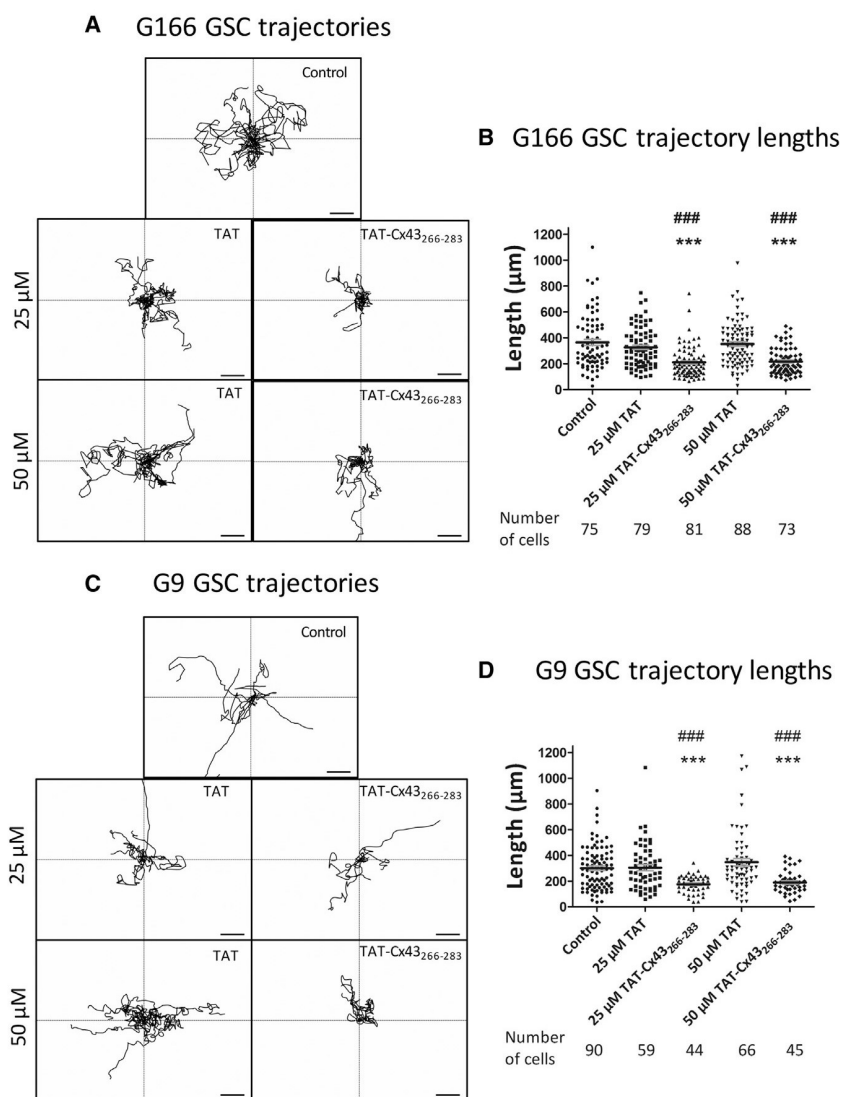 A G166 GSC trajectories
Control
TAT
TAT-Cx43266-283
25 µM
TAT
TAT-Cx43266-283
50 µM
B G166 GSC trajectory lengths
### ###
*** ***
Length (µm)
1200
1000
800
600
400
200
0
Control
25 µM TAT
25 µM TAT-Cx43266-283
50 µM TAT
50 µM TAT-Cx43266-283
Number
of cells 75 79 81 88 73
C G9 GSC trajectories
Control
TAT
TAT-Cx43266-283
25 µM
TAT
TAT-Cx43266-283
50 µM
D G9 GSC trajectory lengths
### ###
*** ***
Length (µm)
1200
1000
800
600
400
200
0
Control
25 µM TAT
25 µM TAT-Cx43266-283
50 µM TAT
50 µM TAT-Cx43266-283
Number
of cells 90 59 44 66 45